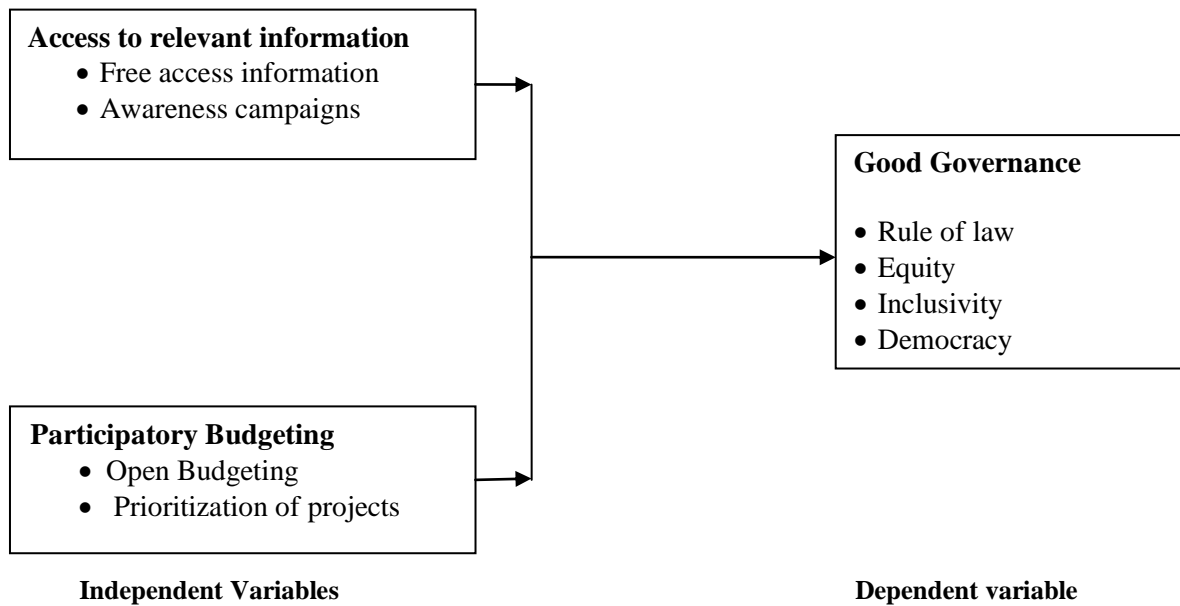 Access to relevant information
• Free access information
• Awareness campaigns
Good Governance
• Rule of law
• Equity
• Inclusivity
• Democracy
Participatory Budgeting
• Open Budgeting
• Prioritization of projects
Independent Variables
Dependent variable